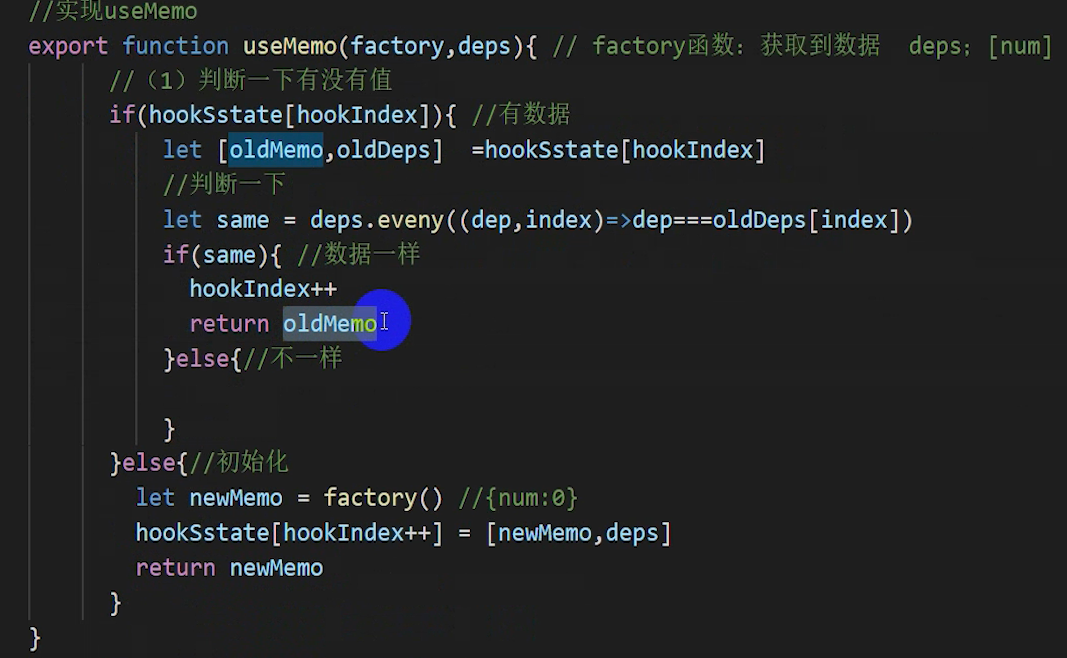 //实现useMemo
export function useMemo(factory,deps){ // factory函数：获取到数据  deps；[num]
//（1）判断一下有没有值
if(hookSstate[hookIndex]){ //有数据
let [oldMemo,oldDeps]  =hookSstate[hookIndex]
//判断一下
let same = deps.eveny((dep,index)=>dep===oldDeps[index])
if(same){ //数据一样
hookIndex++
return oldMemo
}else{//不一样
}
}else{//初始化
let newMemo = factory() //{num:0}
hookSstate[hookIndex++] = [newMemo,deps]
return newMemo
}
}